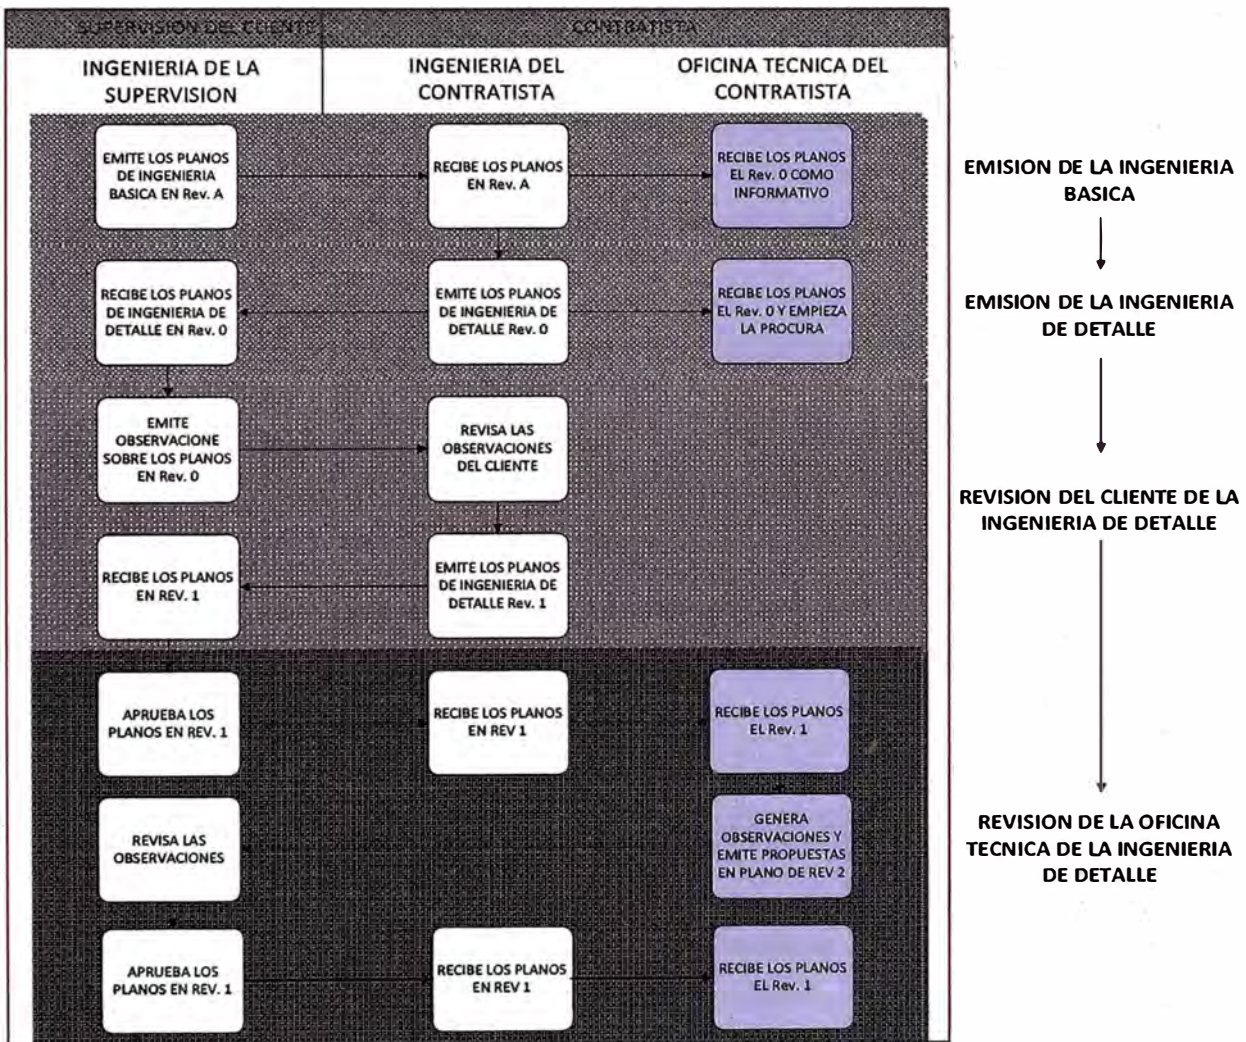 SUPERVISION DEL CLIENTE
CONTRATISTA
INGENIERIA DE LA
SUPERVISION
INGENIERIA DEL
CONTRATISTA
OFICINA TECNICA DEL
CONTRATISTA
EMITE LOS PLANOS
DE INGENIERIA
BASICA EN Rev. A
RECIBE LOS PLANOS
EN Rev. A
RECIBE LOS PLANOS
EL Rev. 0 COMO
INFORMATIVO
EMISION DE LA INGENIERIA
BASICA
RECIBE LOS PLANOS
DE INGENIERIA DE
DETALLE EN Rev. 0
EMITE LOS PLANOS
DE INGENIERIA DE
DETALLE Rev. 0
RECIBE LOS PLANOS
EL Rev. 0 Y EMPIEZA
LA PROCURA
EMISION DE LA INGENIERIA
DE DETALLE
EMITE
OBSERVACIONE
SOBRE LOS PLANOS
EN Rev. 0
REVISA LAS
OBSERVACIONES
DEL CLIENTE
REVISION DEL CLIENTE DE LA
INGENIERIA DE DETALLE
RECIBE LOS PLANOS
EN REV. 1
EMITE LOS PLANOS
DE INGENIERIA DE
DETALLE Rev. 1
APRUEBA LOS
PLANOS EN REV. 1
RECIBE LOS PLANOS
EN REV 1
RECIBE LOS PLANOS
EL Rev. 1
REVISA LAS
OBSERVACIONES
GENERA
OBSERVACIONES Y
EMITE PROPUESTAS
EN PLANO DE REV 2
REVISION DE LA OFICINA
TECNICA DE LA INGENIERIA
DE DETALLE
APRUEBA LOS
PLANOS EN REV. 1
RECIBE LOS PLANOS
EN REV 1
RECIBE LOS PLANOS
EL Rev. 1